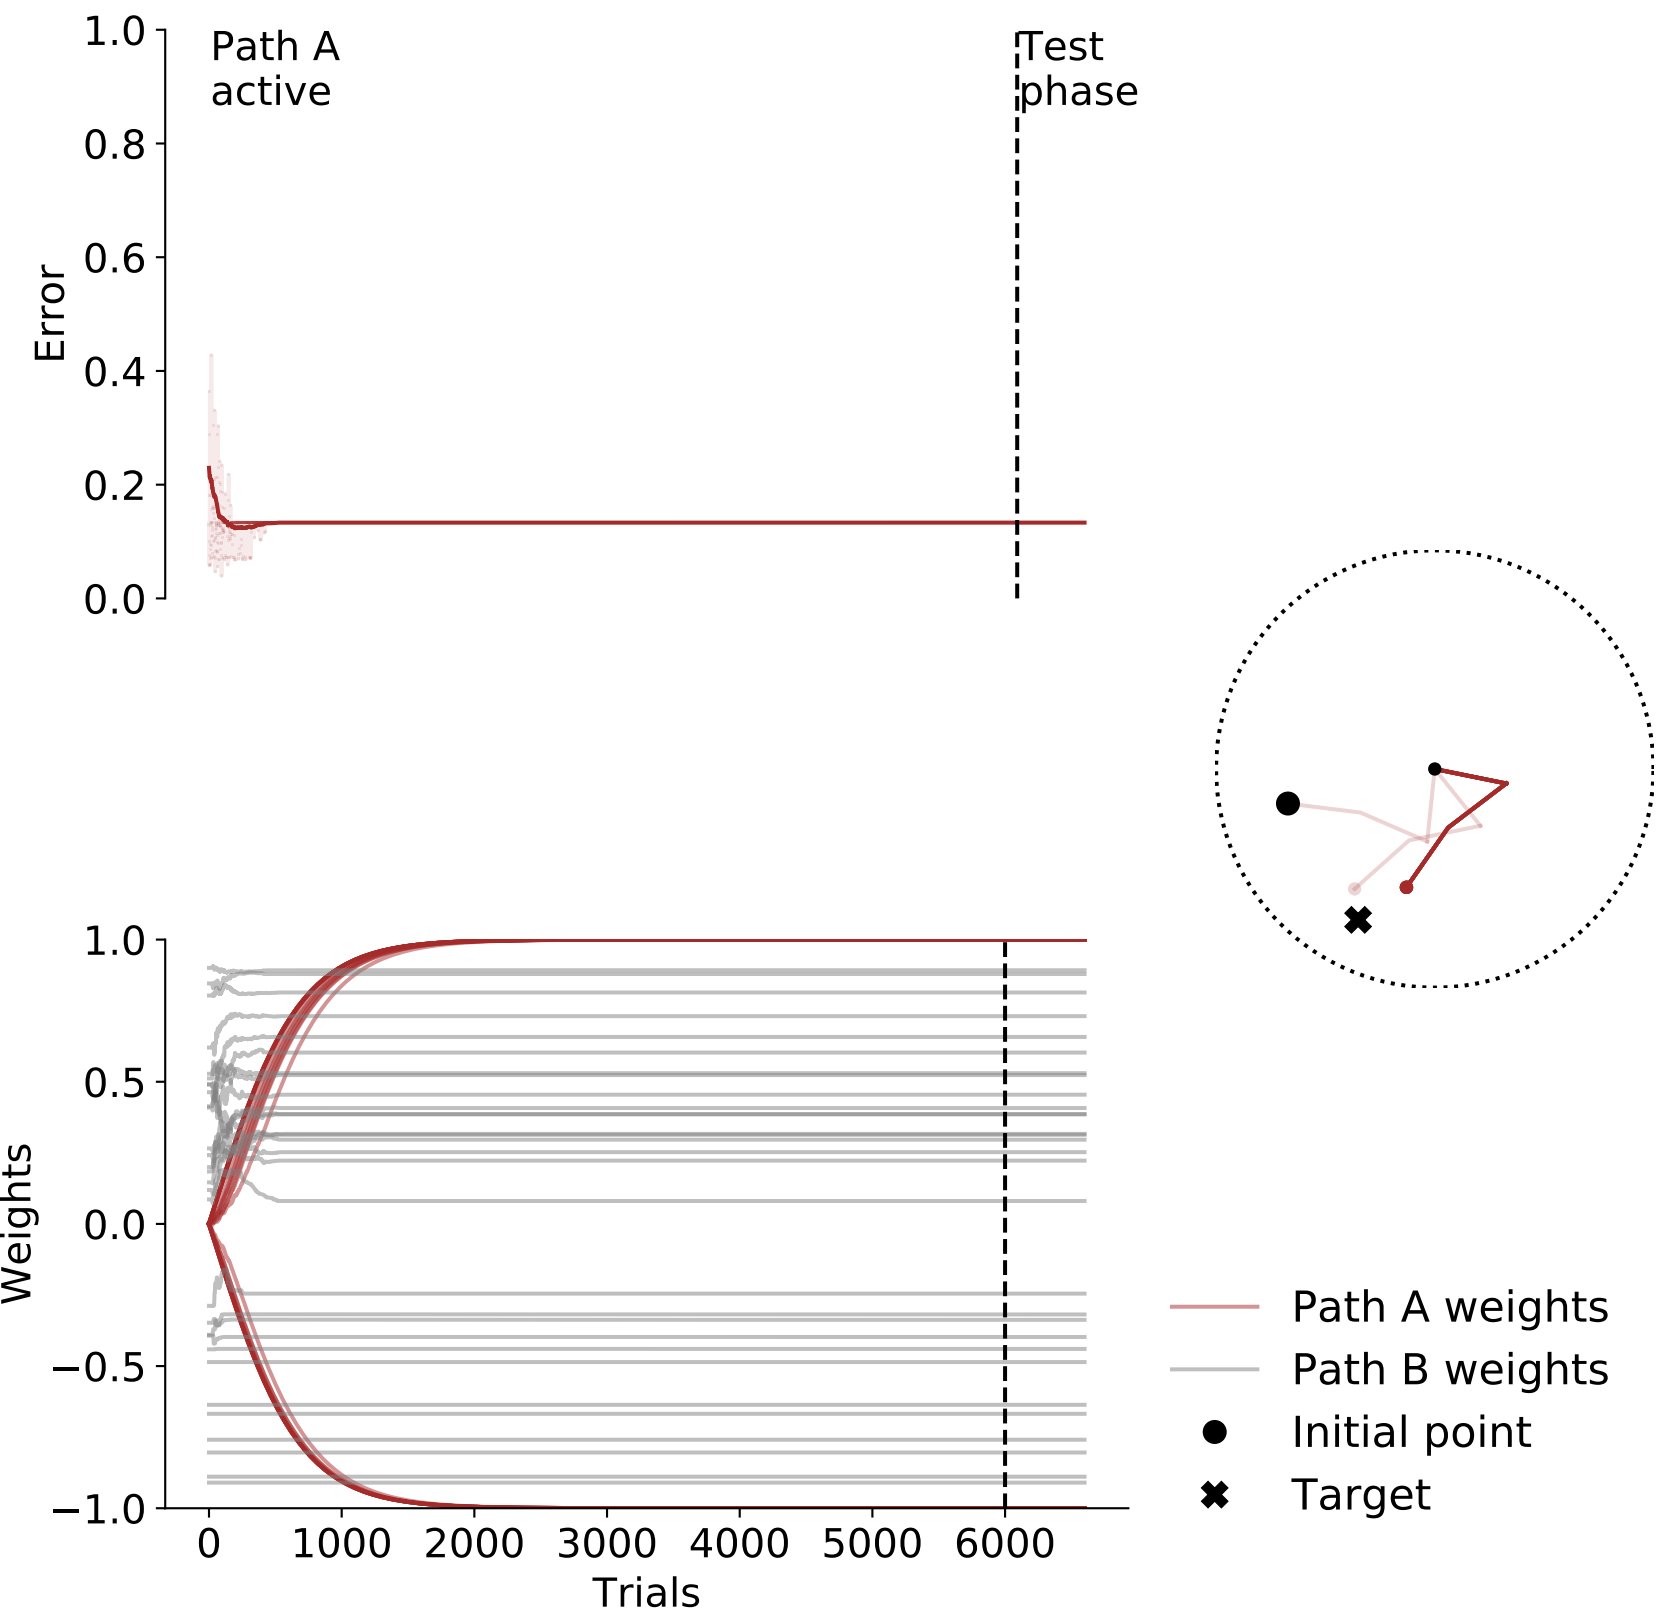 1.0
Path A
active
Test
phase
0.8
0.6
0.4
0.2
0.0
Error
1.0
0.5
0.0
−0.5
−1.0
Weights
0 1000 2000 3000 4000 5000 6000
Trials
Path A weights
Path B weights
Initial point
Target